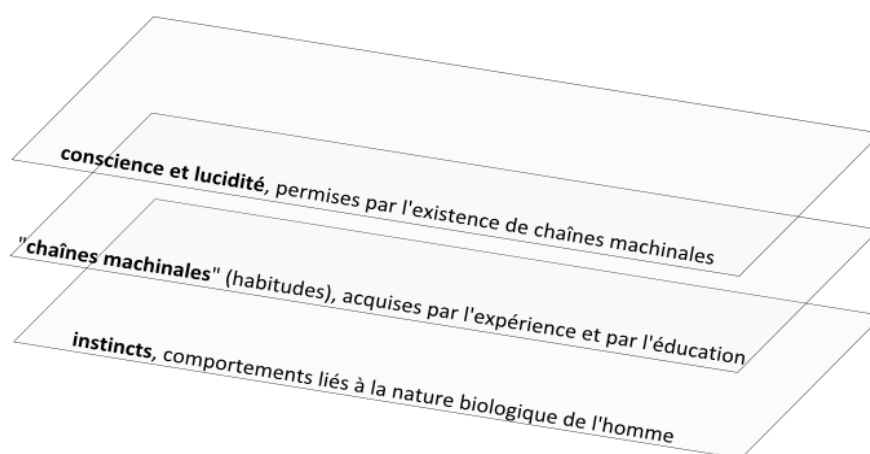 conscience et lucidité, permises par l'existence de chaînes machinales
"chaînes machinales" (habitudes), acquises par l'expérience et par l'éducation
instincts, comportements liés à la nature biologique de l'homme